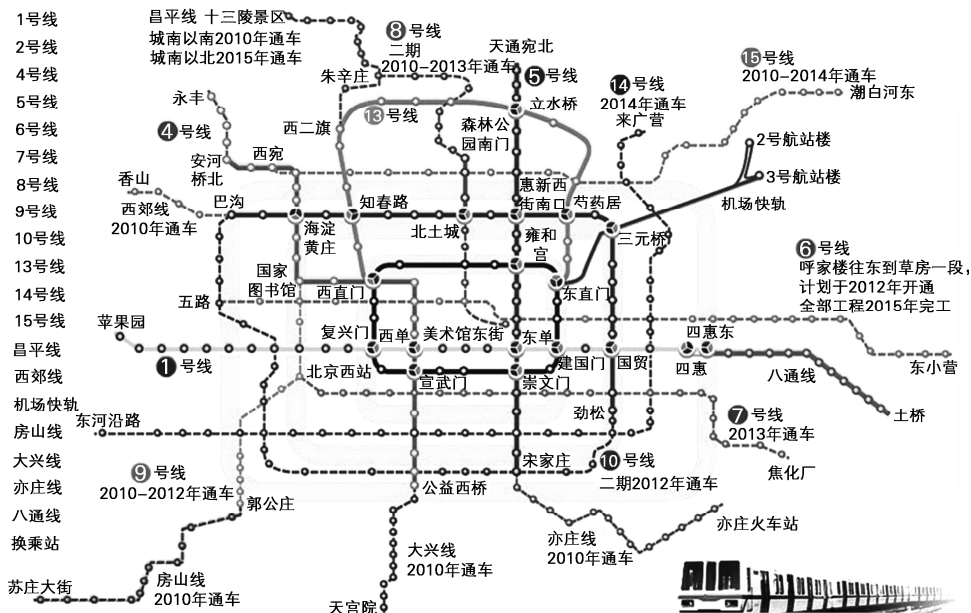 1号线
2号线
4号线
5号线
6号线
7号线
8号线
9号线
10号线
13号线
14号线
15号线
昌平线
西郊线
机场快轨
房山线
大兴线
亦庄线
八通线
换乘站
昌平线 十三陵景区
城南以南2010年通车
城南以北2015年通车
朱辛庄
8号线
二期
2010-2013年通车
天通宛北
5号线
立水桥
14号线
2014年通车
来广营
15号线
2010-2014年通车
潮白河东
永丰
4号线
安河
桥北
西宛
西二旗
13号线
森林公
园南门
2号航站楼
3号航站楼
机场快轨
香山
西郊线
2010年通车
巴沟
海淀
黄庄
知春路
北土城
惠新西
街南口
芍药居
雍和
宫
三元桥
6号线
呼家楼往东到草房一段,
计划于2012年开通
全部工程2015年完工
国家
图书馆
西直门
东直门
五路
苹果园
1号线
复兴门
西单
美术馆东街
东单
建国门
国贸
四惠东
四惠
八通线
东小营
土桥
北京西站
宣武门
崇文门
劲松
7号线
2013年通车
焦化厂
东河沿路
9号线
2010-2012年通车
郭公庄
公益西桥
宋家庄
10号线
二期2012年通车
亦庄线
2010年通车
亦庄火车站
大兴线
2010年通车
天宫院
房山线
2010年通车
苏庄大街